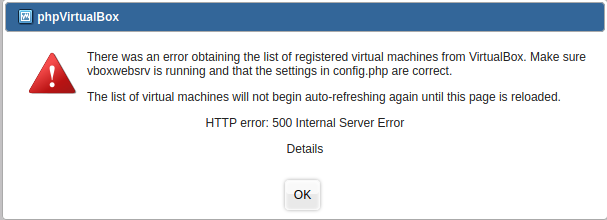 phpVirtualBox
There was an error obtaining the list of registered virtual machines from VirtualBox. Make sure
vboxwebsrv is running and that the settings in config.php are correct.
The list of virtual machines will not begin auto-refreshing again until this page is reloaded.
HTTP error: 500 Internal Server Error
Details
OK